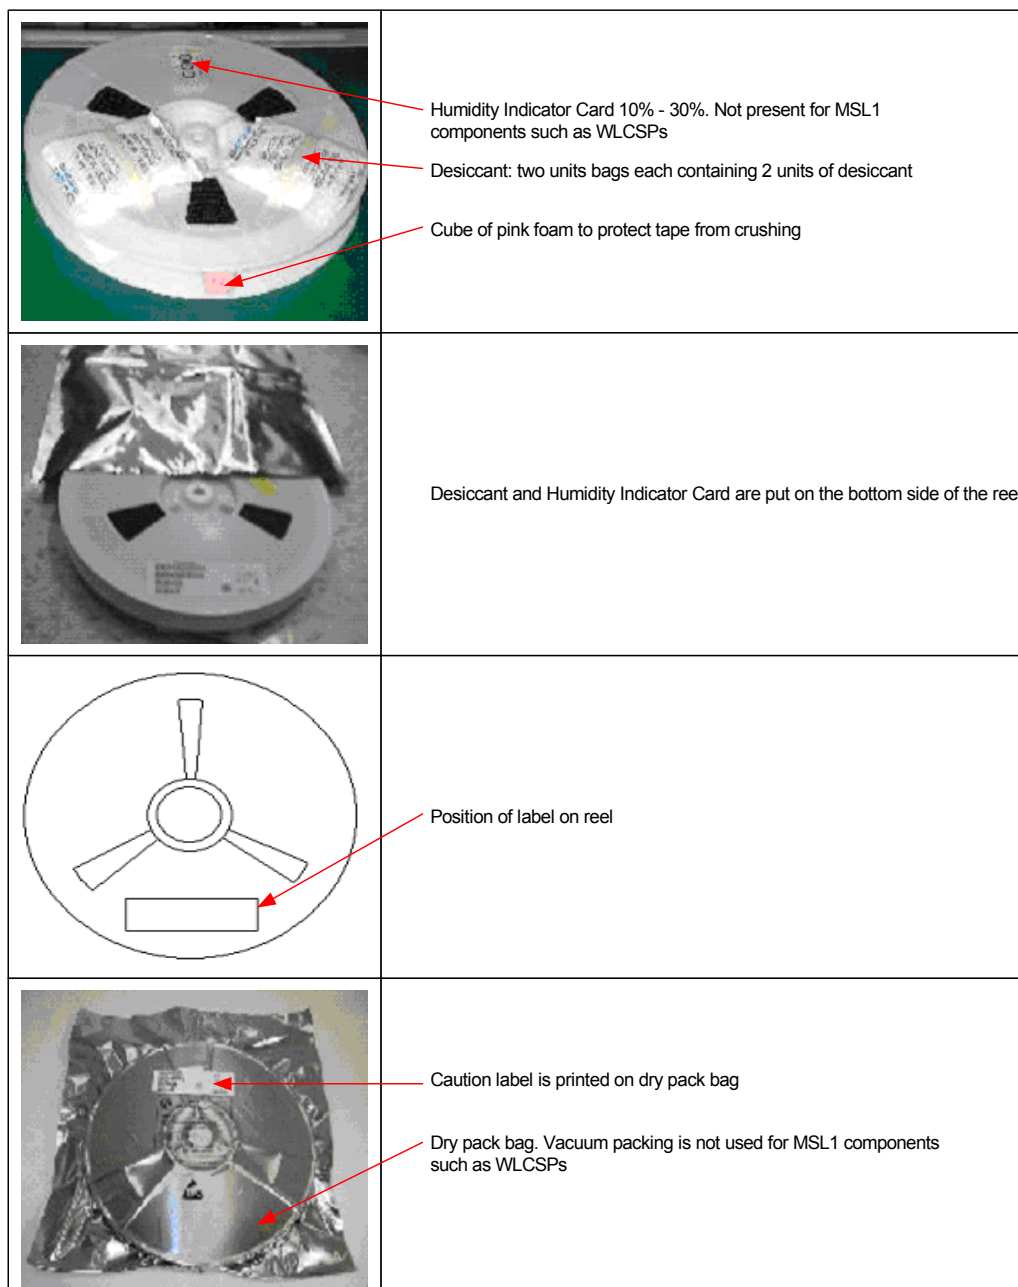 Humidity Indicator Card 10% - 30%. Not present for MSL1
components such as WLCSPs
Desiccant: two units bags each containing 2 units of desiccant
Cube of pink foam to protect tape from crushing
Desiccant and Humidity Indicator Card are put on the bottom side of the ree
Position of label on reel
Caution label is printed on dry pack bag
Dry pack bag. Vacuum packing is not used for MSL1 components
such as WLCSPs